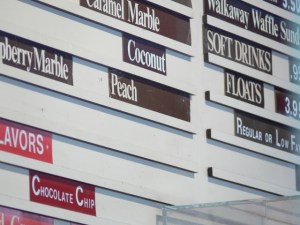 Caramel Marble
Coconut
pberry Marble
Peach
LAVORS
CHOCOLATE CHIP
Walkaway Waffle Sund
SOFT DRINKS
FLOATS
3.9
REGULAR OR LOW FA